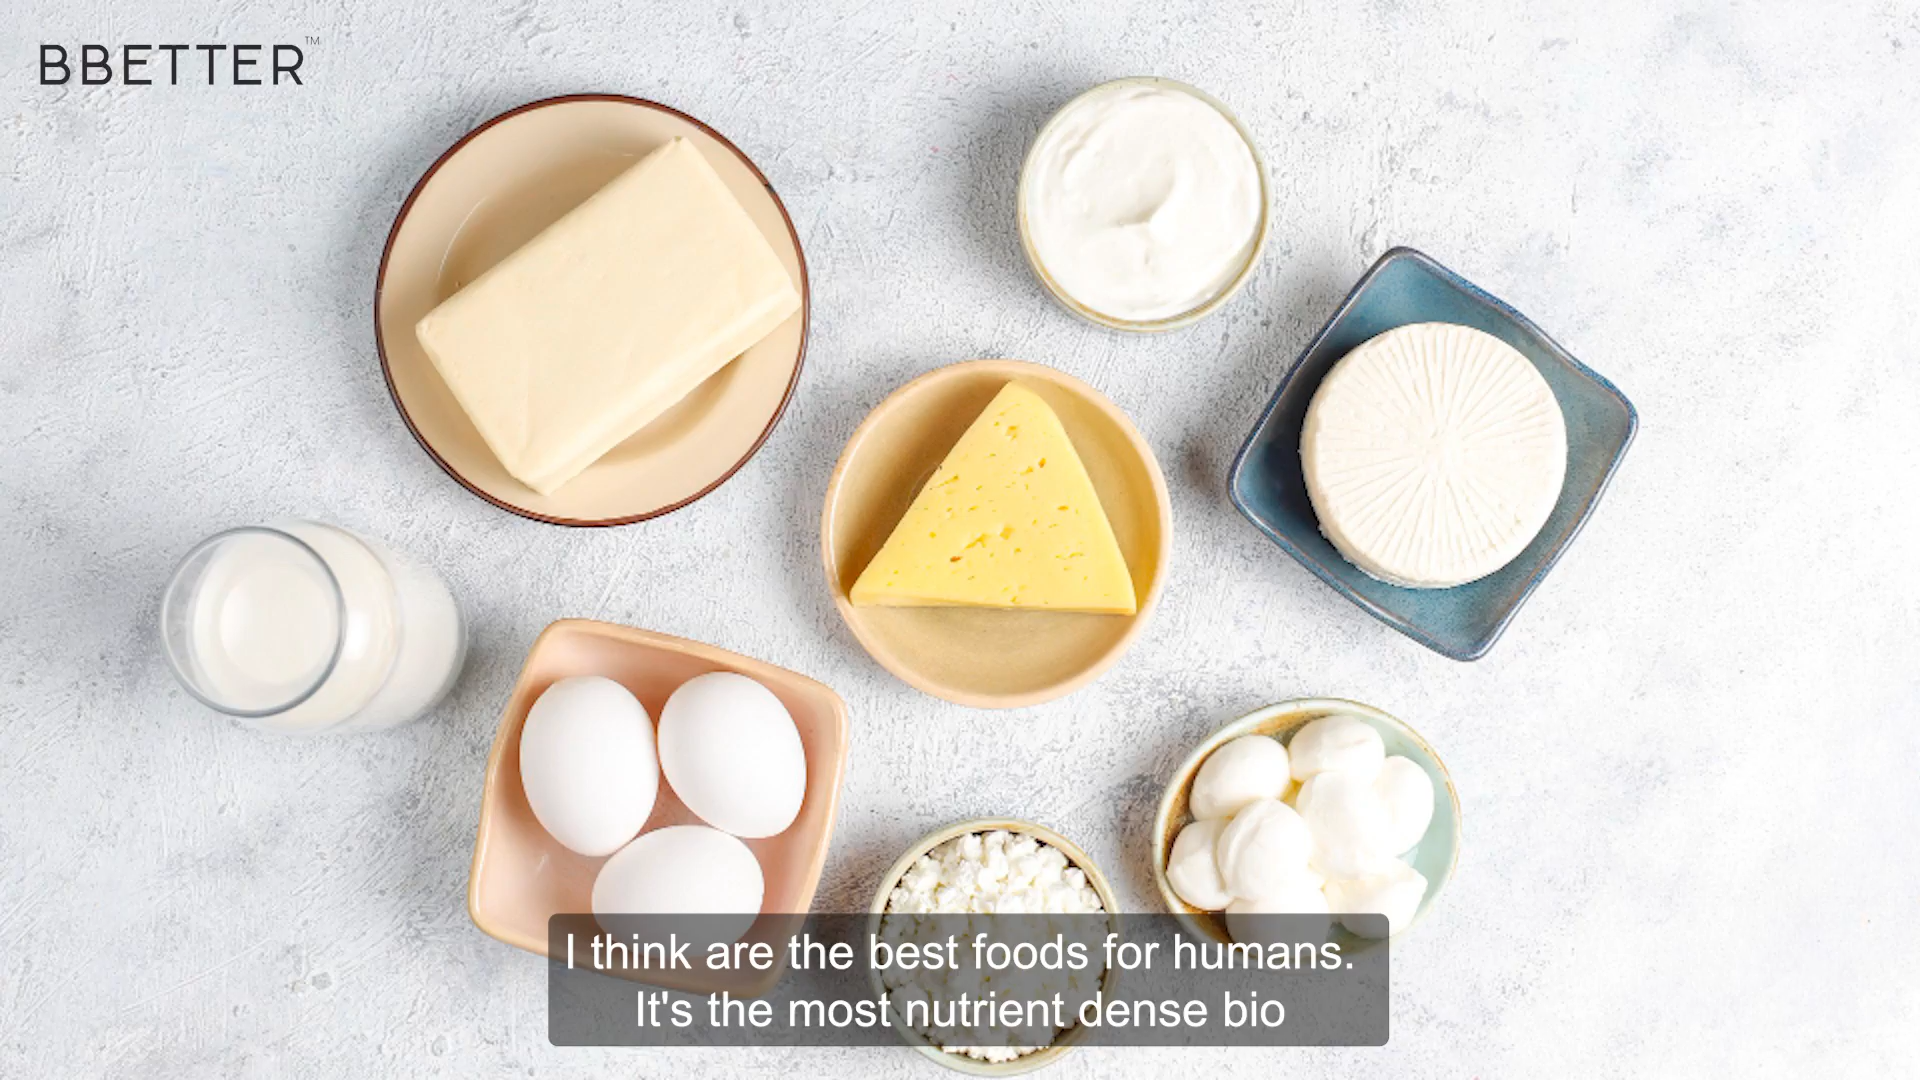 BBETTER™
I think are the best foods for humans.
It's the most nutrient dense bio